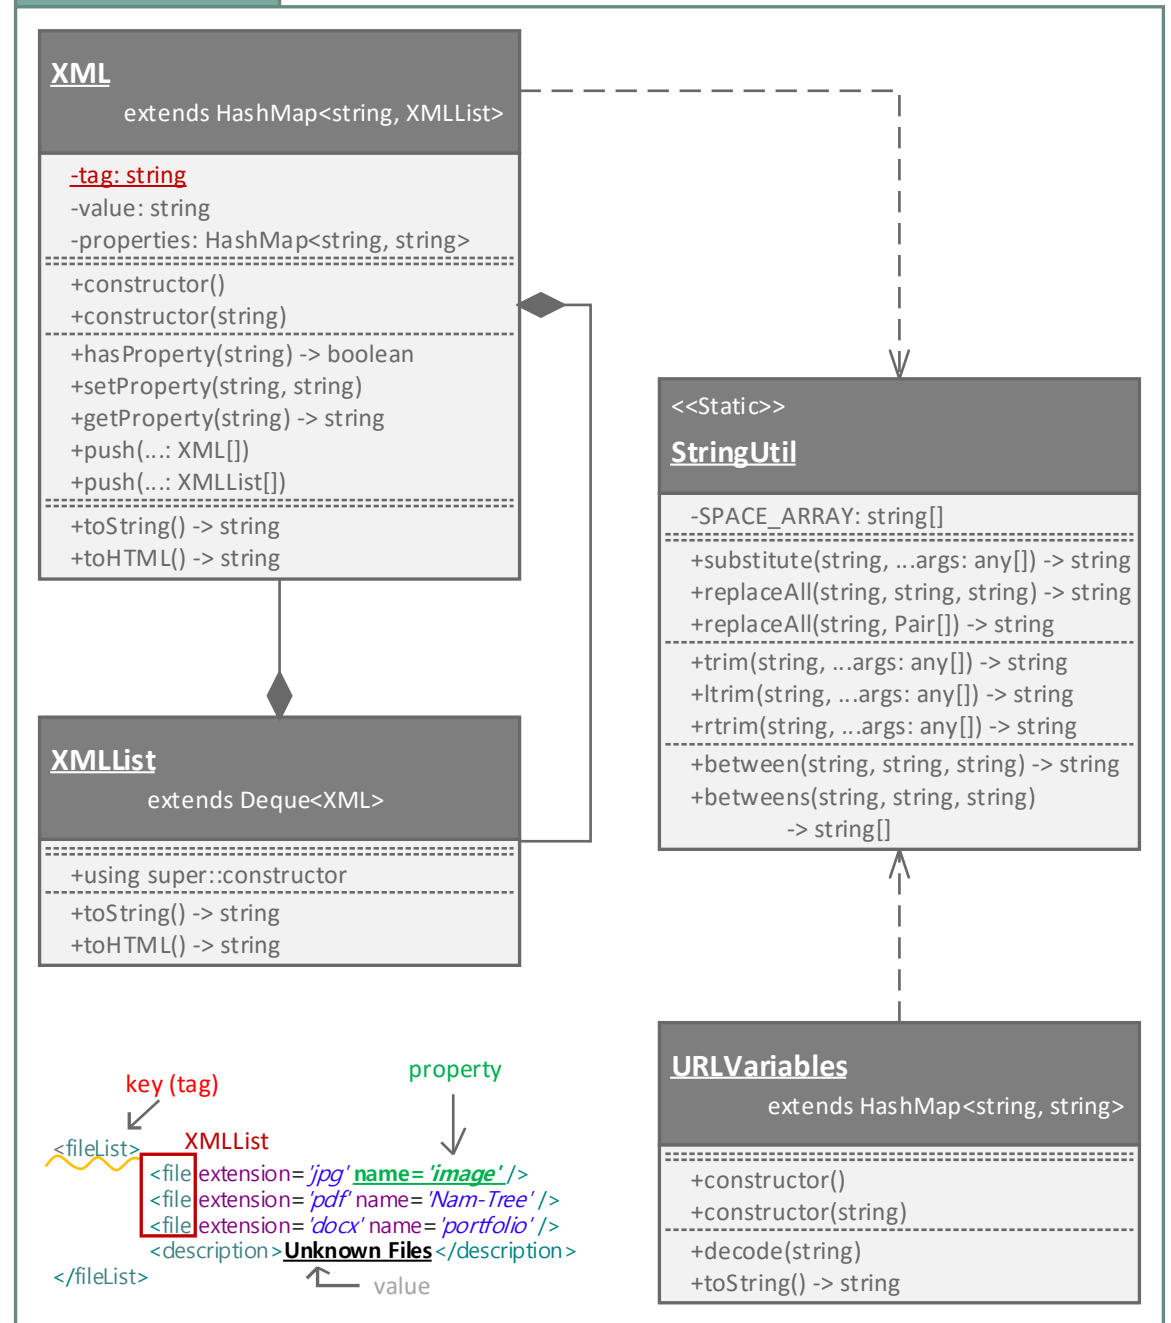 XML
extends HashMap<string, XMLList>
-tag: string
-value: string
-properties: HashMap<string, string>
+constructor()
+constructor(string)
+hasProperty(string) -> boolean
+setProperty(string, string)
+getProperty(string) -> string
+push(...: XML[])
+push(...: XMLList[])
+toString() -> string
+toHTML() -> string
XMLList
extends Deque<XML>
+using super::constructor
+toString() -> string
+toHTML() -> string
<<Static>>
StringUtil
-SPACE_ARRAY: string[]
+substitute(string, ...args: any[]) -> string
+replaceAll(string, string, string) -> string
+replaceAll(string, Pair[]) -> string
+trim(string, ...args: any[]) -> string
+ltrim(string, ...args: any[]) -> string
+rtrim(string, ...args: any[]) -> string
+between(string, string, string) -> string
+betweens(string, string, string)
-> string[]
URLVariables
extends HashMap<string, string>
+constructor()
+constructor(string)
+decode(string)
+toString() -> string
key (tag)
property
<fileList>
XMLList
<file extension='jpg' name='image' />
<file extension='pdf' name='Nam-Tree' />
<file extension='docx' name='portfolio' />
<description>Unknown Files</description>
</fileList>
value